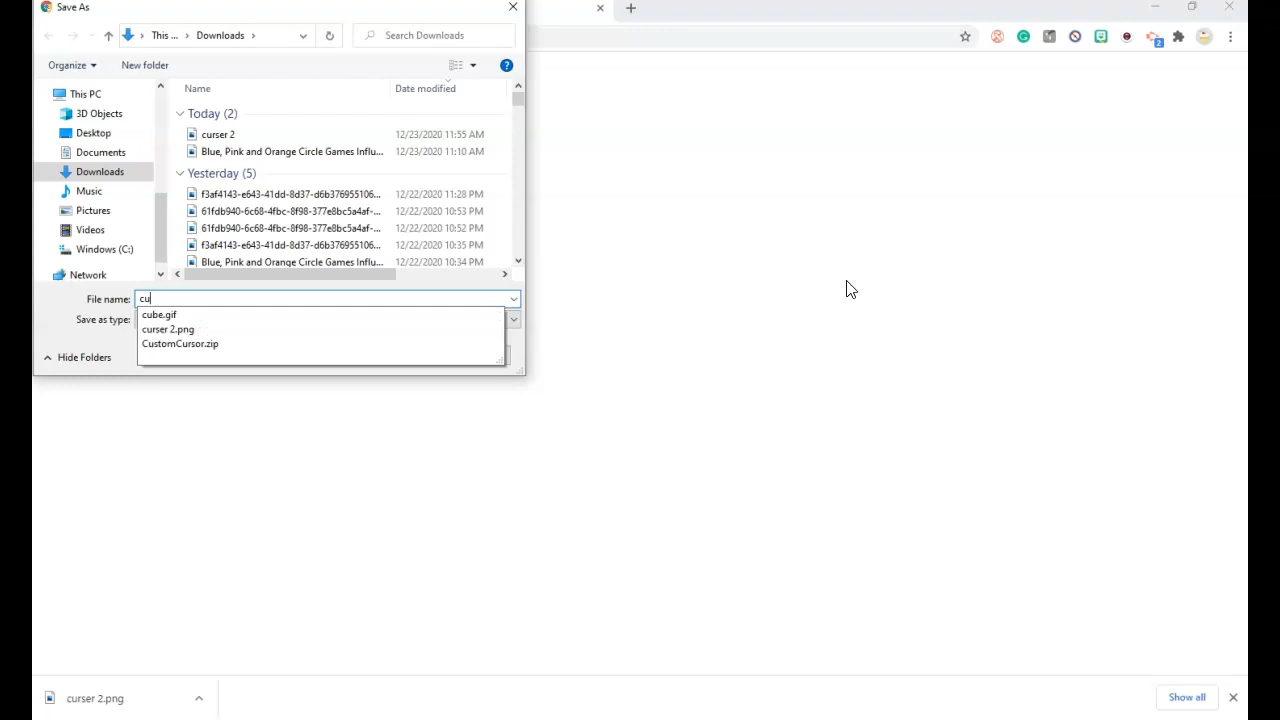 Save As
This ... Downloads
Search Downloads
Organize New folder
Name Date modified
This PC
3D Objects
Desktop
Documents
Downloads
Music
Pictures
Videos
Windows (C:)
Network
Today (2)
curser 2 12/23/2020 11:55 AM
Blue, Pink and Orange Circle Games Influ... 12/23/2020 11:10 AM
Yesterday (5)
f3af4143-e643-41dd-8d37-d6b376955106... 12/22/2020 11:28 PM
61fdb940-6c68-4fbc-8f98-377e8bc5a4af-... 12/22/2020 10:53 PM
61fdb940-6c68-4fbc-8f98-377e8bc5a4af-... 12/22/2020 10:52 PM
f3af4143-e643-41dd-8d37-d6b376955106... 12/22/2020 10:35 PM
Blue, Pink and Orange Circle Games Influ... 12/22/2020 10:34 PM
File name: cu
Save as type:
cube.gif
curser 2.png
CustomCursor.zip
Hide Folders
2
curser 2.png
Show all